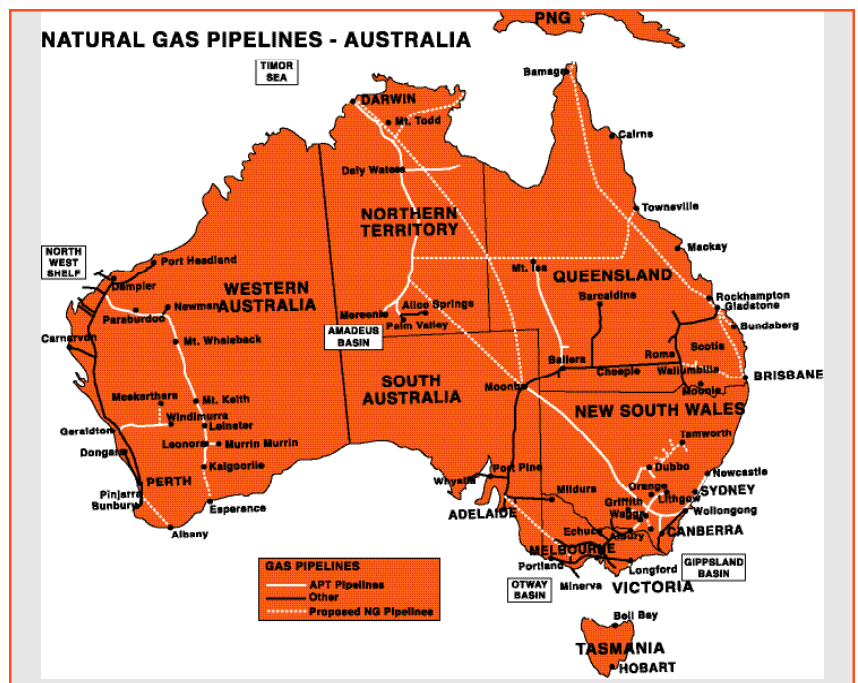 PNG
NATURAL GAS PIPELINES - AUSTRALIA
TIMOR
SEA
Bamaga
DARWIN
Mt. Todd
Cairns
Daly Waters
Townsville
NORTHERN
TERRITORY
NORTH
WEST
SHELF
Port Headland
Dampler
Mackay
Mt. Isa
QUEENSLAND
WESTERN
AUSTRALIA
Barcaldine
Rockhampton
Gladstone
Newman
Paraburdoo
Mereenie
Alice Springs
Palm Valley
AMADEUS
BASIN
Bundaberg
Carnarvon
Mt. Whaleback
Roma
Scotia
Ballera
Cheepie
Wallumbilla
BRISBANE
SOUTH
AUSTRALIA
Moomba
Moonie
Meekatharra
Mt. Keith
NEW SOUTH WALES
Windimurra
Geraldton
Leinster
Tamworth
Leonora
Murrin Murrin
Dongara
Kalgoorlie
Dubbo
Newcastle
Port Pirie
Whyalla
PERTH
Orange
SYDNEY
Mildura
Lithgow
Pinjarra
Bunbury
Griffith
Esperance
ADELAIDE
Wagga
Wollongong
Albany
Echuca
Albury
CANBERRA
MELBOURNE
Portland
Longford
GIPPSLAND
BASIN
OTWAY
BASIN
Minerva
VICTORIA
GAS PIPELINES
APT Pipelines
Other
Proposed NG Pipelines
Bell Bay
TASMANIA
HOBART